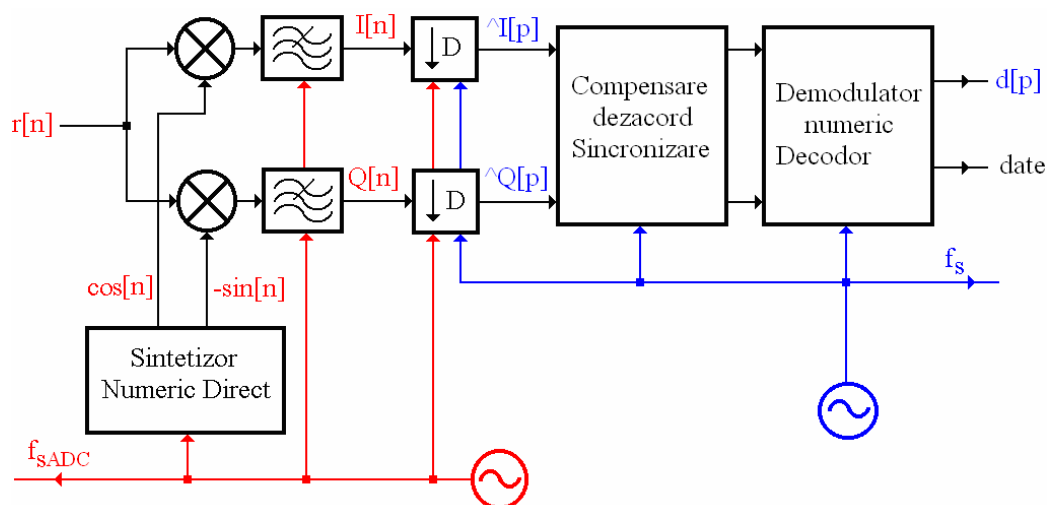 I[n]
^I[p]
D
r[n]
Compensare
dezacord
Sincronizare
Demodulator
numeric
Decodor
d[p]
date
Q[n]
^Q[p]
D
cos[n]
-sin[n]
fs
Sintetizor
Numeric Direct
fsADC